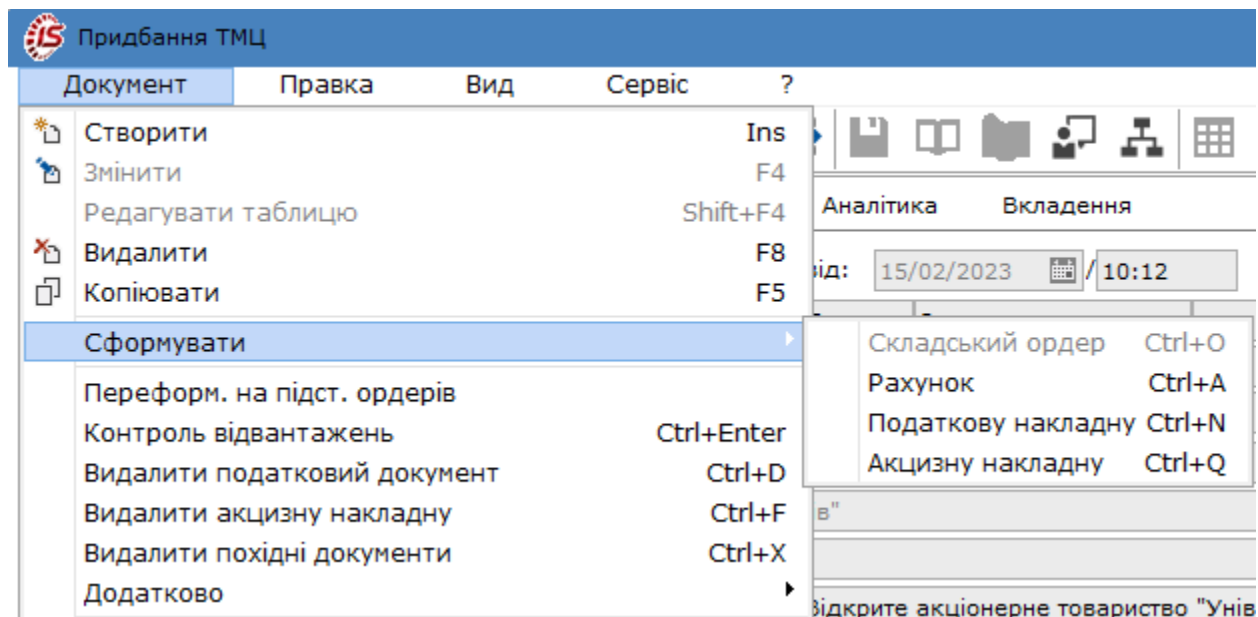 Придбання ТМЦ
Документ Правка Вид Сервіс ?
Створити Ins
Змінити F4
Редагувати таблицю Shift+F4
Видалити F8
Копіювати F5
Сформувати
Переформ. на підст. ордерів
Контроль відвантажень Ctrl+Enter
Видалити податковий документ Ctrl+D
Видалити акцизну накладну Ctrl+F
Видалити похідні документи Ctrl+X
Додатково
Аналітика Вкладення
від: 15/02/2023 / 10:12
Складський ордер Ctrl+O
Рахунок Ctrl+A
Податкову накладну Ctrl+N
Акцизну накладну Ctrl+Q
в"
Відкрите акціонерне товариство "Унів